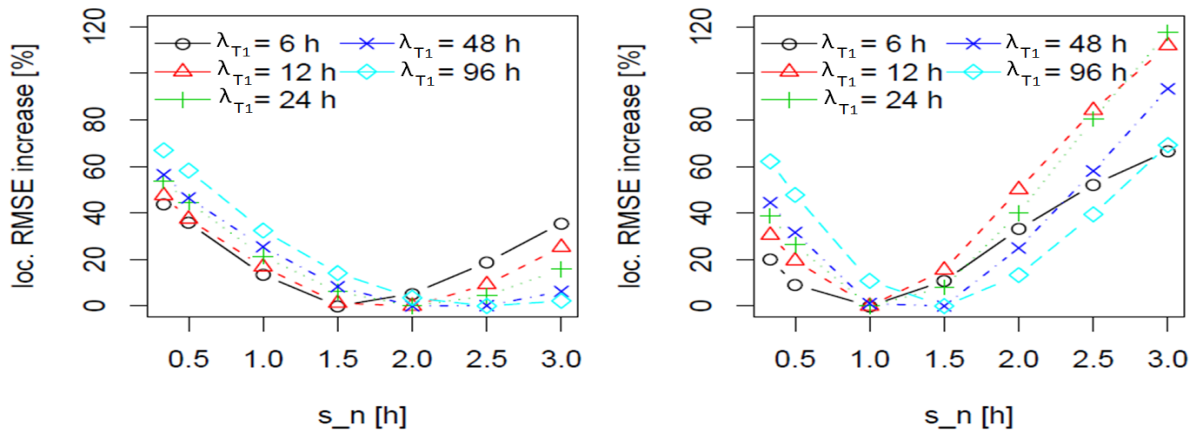 loc. RMSE increase [%]
120
80
60
40
20
0
λT1 = 6 h
λT1 = 48 h
λT1 = 12 h
λT1 = 96 h
λT1 = 24 h
0.5 1.0 1.5 2.0 2.5 3.0
s_n [h]
loc. RMSE increase [%]
120
80
60
40
20
0
λT1 = 6 h
λT1 = 48 h
λT1 = 12 h
λT1 = 96 h
λT1 = 24 h
0.5 1.0 1.5 2.0 2.5 3.0
s_n [h]